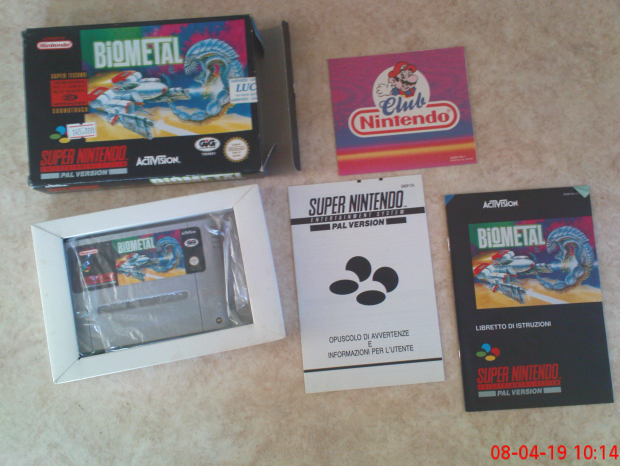 Nintendo
BIOMETAL
SUPER TECHNO
SOUNDTRACK
LUC
145.000
SUPER NINTENDO
ENTERTAINMENT SYSTEM
PAL VERSION
ACTIVISION
GIG
BIOMETAL
Club
Nintendo
BIOMETAL
ACTIVISION
SUPER NINTENDO
ENTERTAINMENT SYSTEM
PAL VERSION
OPUSCOLO DI AVVERTENZE
E
INFORMAZIONI PER L'UTENTE
ACTIVISION
BIOMETAL
LIBRETTO DI ISTRUZIONI
SUPER NINTENDO
ENTERTAINMENT SYSTEM
PAL VERSION
08-04-19 10:14